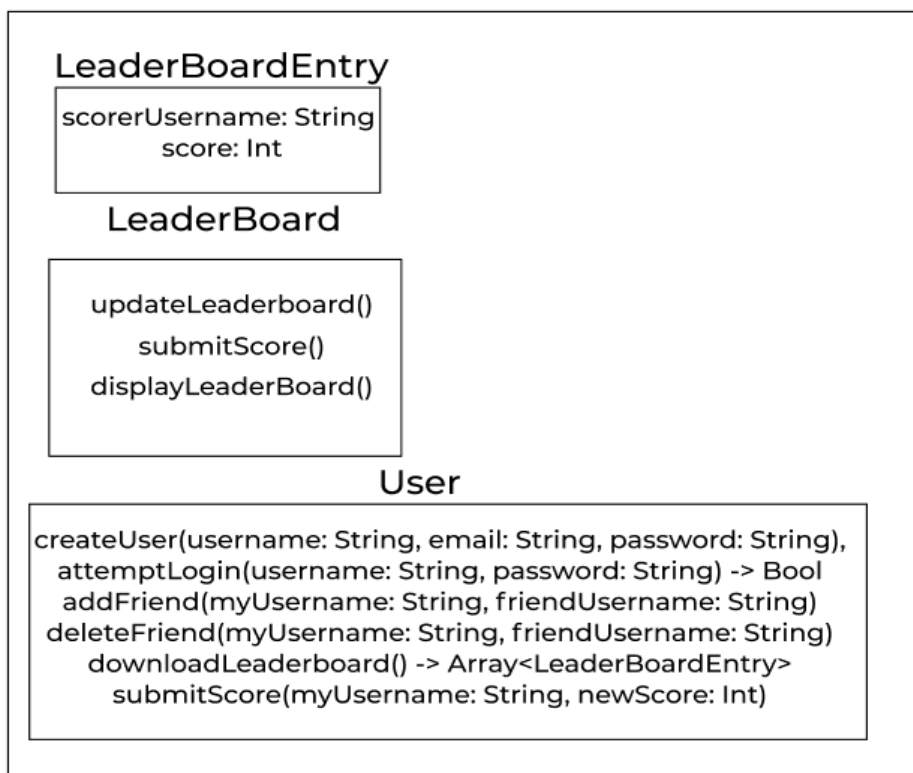 LeaderBoardEntry
scorerUsername: String
score: Int
LeaderBoard
updateLeaderboard()
submitScore()
displayLeaderBoard()
User
createUser(username: String, email: String, password: String),
attemptLogin(username: String, password: String) -> Bool
addFriend(myUsername: String, friendUsername: String)
deleteFriend(myUsername: String, friendUsername: String)
downloadLeaderboard() -> Array<LeaderBoardEntry>
submitScore(myUsername: String, newScore: Int)